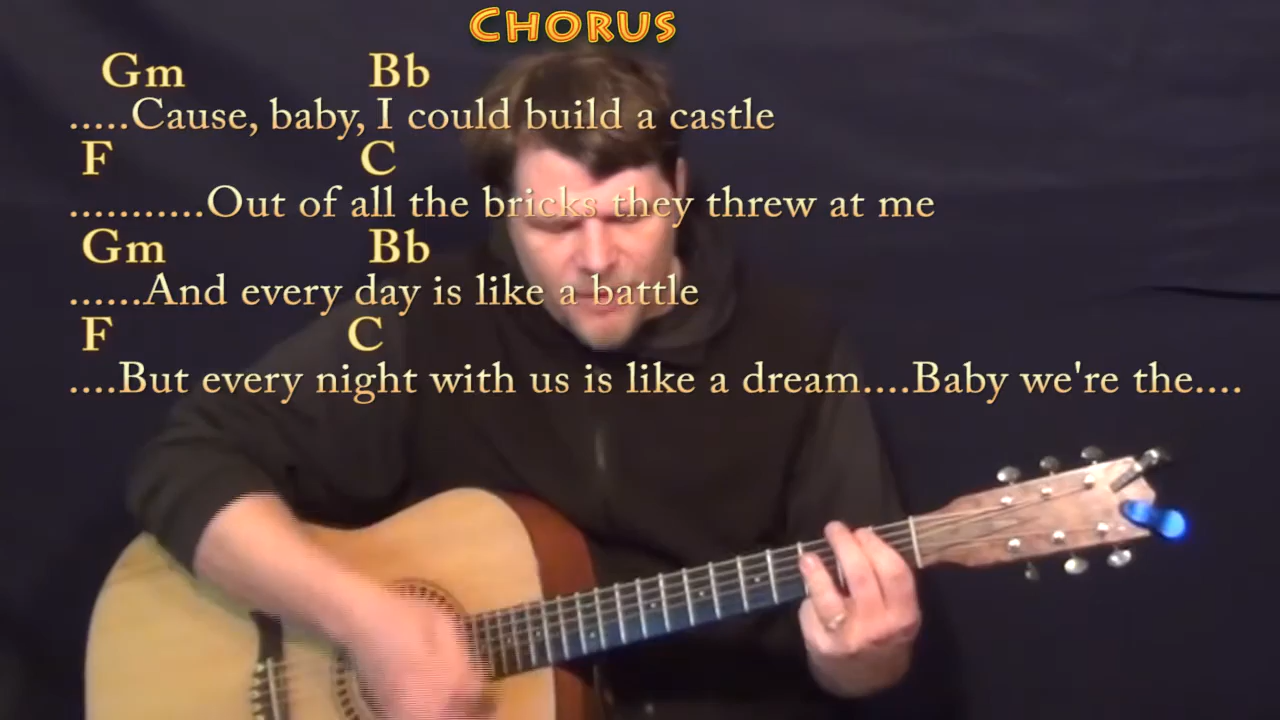 CHORUS
Gm Bb
.....Cause, baby, I could build a castle
F C
...........Out of all the bricks they threw at me
Gm Bb
......And every day is like a battle
F C
....But every night with us is like a dream....Baby we're the....